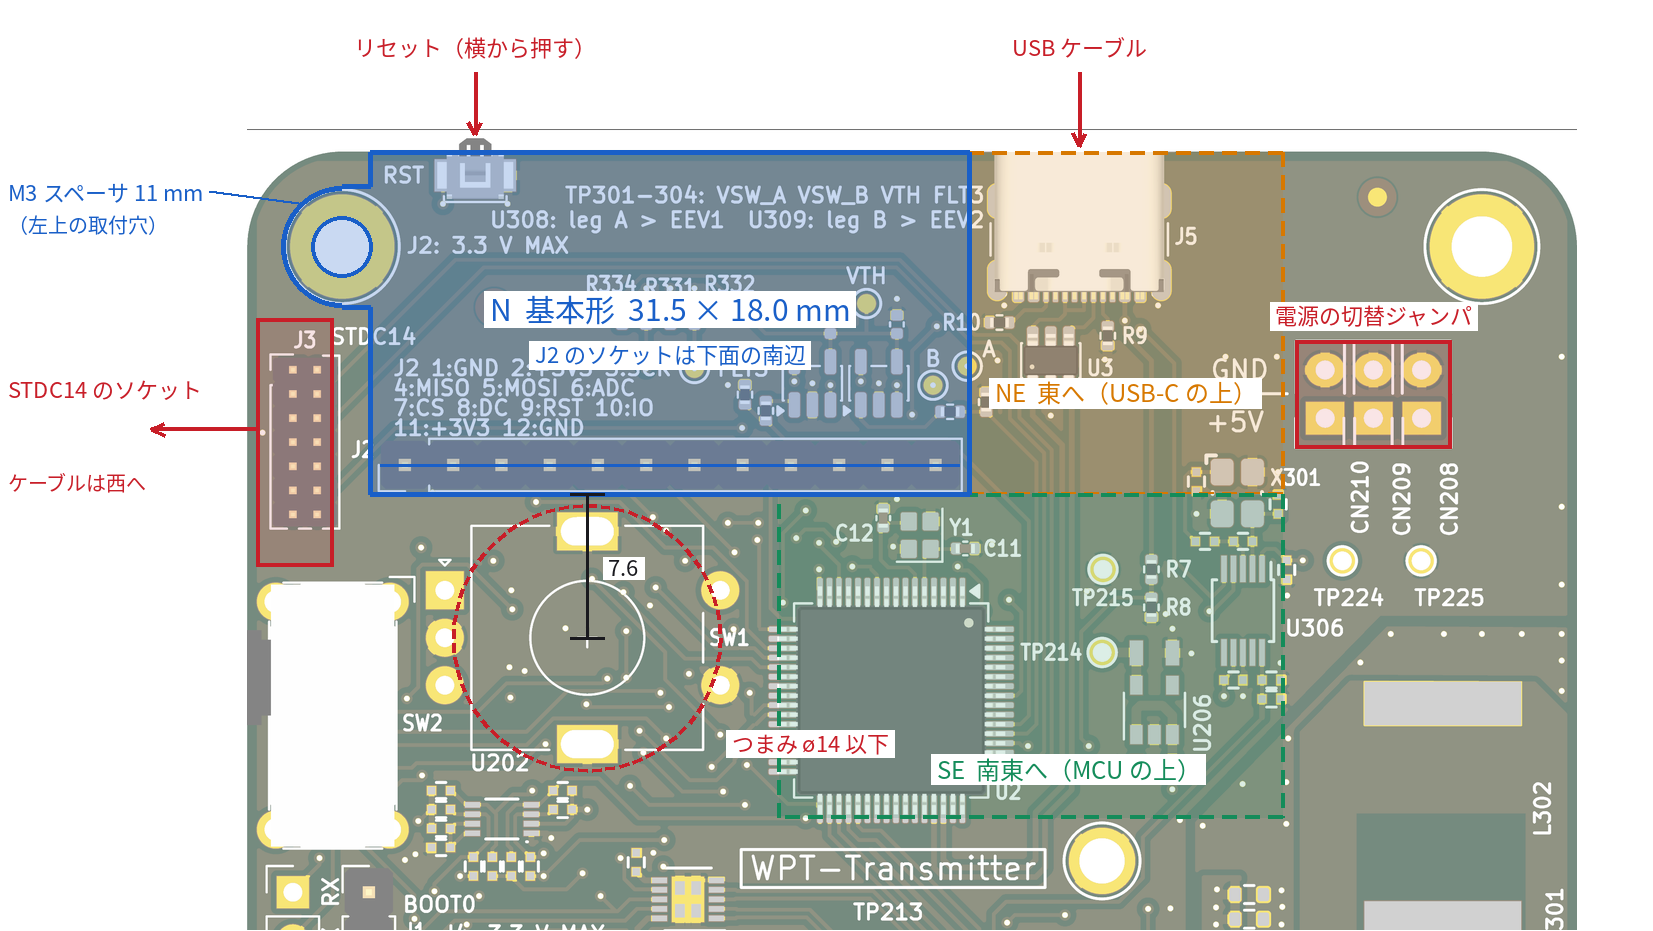 リセット（横から押す）
USB ケーブル
M3 スペーサ 11 mm
（左上の取付穴）
RST
TP301-304: VSW_A VSW_B VTH FLT3
U308: leg A > EEV1  U309: leg B > EEV2
J2: 3.3 V MAX
J5
VTH
R334
R332
N 基本形 31.5 × 18.0 mm
電源の切替ジャンパ
R10
R9
J3
STDC14
J2 のソケットは下面の南辺
B
A
U3
GND
J2 1:GND
4:MISO 5:MOSI 6:ADC
7:CS 8:DC 9:RST 10:IO
11:+3V3 12:GND
STDC14 のソケット
NE 東へ（USB-C の上）
+5V
ケーブルは西へ
X301
CN210
CN209
CN208
C12
Y1
C11
7.6
TP215
R7
R8
TP224
TP225
U306
SW1
TP214
SW2
U206
U202
つまみ ø14 以下
SE 南東へ（MCU の上）
U2
L302
WPT-Transmitter
RX
BOOT0
TP213